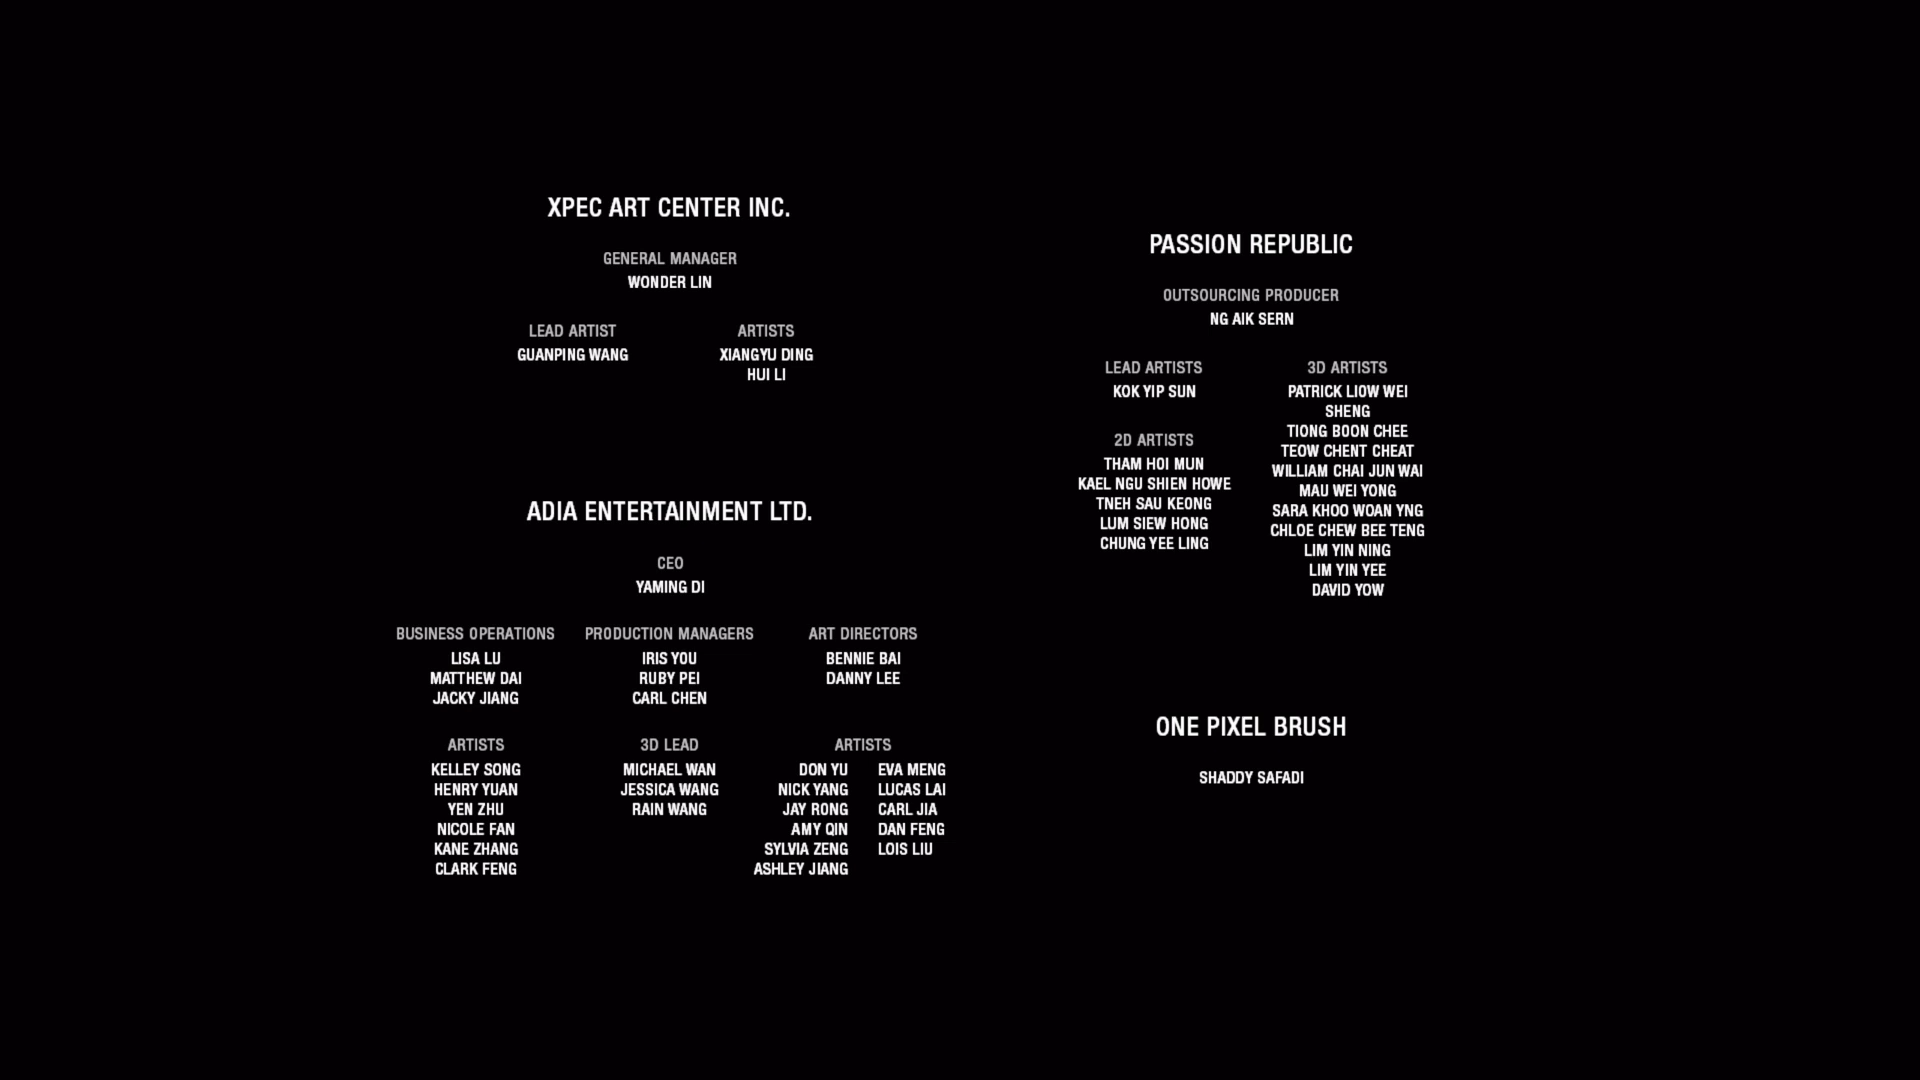 XPEC ART CENTER INC.
GENERAL MANAGER
WONDER LIN
LEAD ARTIST
GUANPING WANG
ARTISTS
XIANGYU DING
HUI LI
ADIA ENTERTAINMENT LTD.
CEO
YAMING DI
BUSINESS OPERATIONS
LISA LU
MATTHEW DAI
JACKY JIANG
PRODUCTION MANAGERS
IRIS YOU
RUBY PEI
CARL CHEN
ART DIRECTORS
BENNIE BAI
DANNY LEE
ARTISTS
KELLEY SONG
HENRY YUAN
YEN ZHU
NICOLE FAN
KANE ZHANG
CLARK FENG
3D LEAD
MICHAEL WAN
JESSICA WANG
RAIN WANG
ARTISTS
DON YU
NICK YANG
JAY RONG
AMY QIN
SYLVIA ZENG
ASHLEY JIANG
EVA MENG
LUCAS LAI
CARL JIA
DAN FENG
LOIS LIU
PASSION REPUBLIC
OUTSOURCING PRODUCER
NG AIK SERN
LEAD ARTISTS
KOK YIP SUN
2D ARTISTS
THAM HOI MUN
KAEL NGU SHIEN HOWE
TNEH SAU KEONG
LUM SIEW HONG
CHUNG YEE LING
3D ARTISTS
PATRICK LIOW WEI
SHENG
TIONG BOON CHEE
TEOW CHENT CHEAT
WILLIAM CHAI JUN WAI
MAU WEI YONG
SARA KHOO WOAN YNG
CHLOE CHEW BEE TENG
LIM YIN NING
LIM YIN YEE
DAVID YOW
ONE PIXEL BRUSH
SHADDY SAFADI